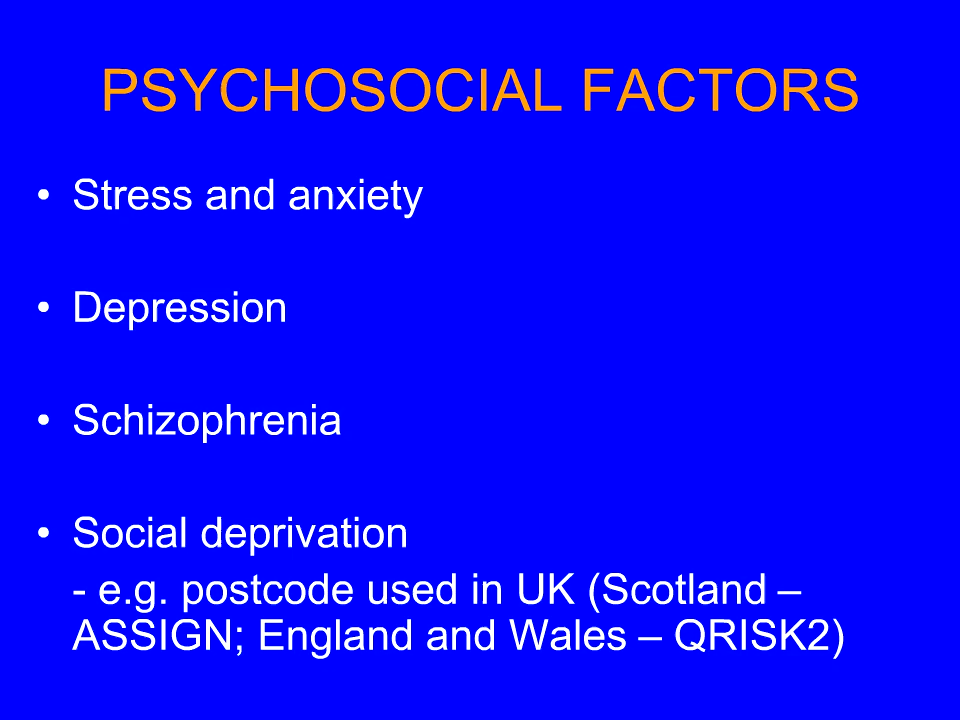 PSYCHOSOCIAL FACTORS
• Stress and anxiety
• Depression
• Schizophrenia
• Social deprivation
- e.g. postcode used in UK (Scotland –
ASSIGN; England and Wales – QRISK2)